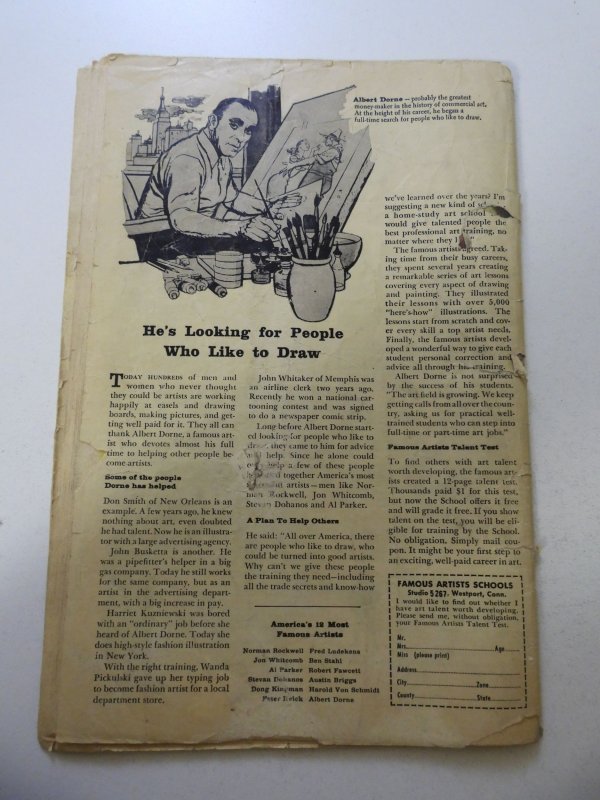 Albert Dorne — probably the greatest
money-maker in the history of commercial art.
At the height of his career, he began a
full-time search for people who like to draw.
He's Looking for People
Who Like to Draw
TODAY HUNDREDS of men and
women who never thought
they could be artists are working
happily at easels and drawing
boards, making pictures, and get-
ting well paid for it. They all can
thank Albert Dorne, a famous art-
ist who devotes almost his full
time to helping other people be-
come artists.
Some of the people
Dorne has helped
Don Smith of New Orleans is an
example. A few years ago, he knew
nothing about art, even doubted
he had talent. Now he is an illustra-
tor with a large advertising agency.
John Busketta is another. He
was a pipefitter's helper in a big
gas company. Today he still works
for the same company, but as an
artist in the advertising depart-
ment, with a big increase in pay.
Harriet Kuzniewski was bored
with an "ordinary" job before she
heard of Albert Dorne. Today she
does high-style fashion illustration
in New York.
With the right training, Wanda
Pickulski gave up her typing job
to become fashion artist for a local
department store.
John Whitaker of Memphis was
an airline clerk two years ago.
Recently he won a national car-
tooning contest and was signed
to do a newspaper comic strip.
Long before Albert Dorne start-
ed looking for people who like to
draw, they came to him for advice
and help. Since he alone could
only help a few of these people
together America's most
artists—men like Nor-
man Rockwell, Jon Whitcomb,
Stevan Dohanos and Al Parker.
A Plan To Help Others
He said: "All over America, there
are people who like to draw, who
could be turned into good artists.
Why can't we give these people
the training they need—including
all the trade secrets and know-how
America's 12 Most
Famous Artists
Norman Rockwell Fred Ludekens
Jon Whitcomb Ben Stahl
Al Parker Robert Fawcett
Stevan Dohanos Austin Briggs
Dong Kingman Harold Von Schmidt
Peter Helck Albert Dorne
we've learned over the years? I'm
suggesting a new kind of
a home-study art school
would give talented people the
best professional art training, no
matter where they
The famous artists agreed. Tak-
ing time from their busy careers,
they spent several years creating
a remarkable series of art lessons
covering every aspect of drawing
and painting. They illustrated
their lessons with over 5,000
"here's-how" illustrations. The
lessons start from scratch and cov-
er every skill a top artist needs.
Finally, the famous artists devel-
oped a wonderful way to give each
student personal correction and
advice all through his training.
Albert Dorne is not surprised
by the success of his students.
"The art field is growing. We keep
getting calls from all over the coun-
try, asking us for practical well-
trained students who can step into
full-time or part-time art jobs."
Famous Artists Talent Test
To find others with art talent
worth developing, the famous art-
ists created a 12-page talent test.
Thousands paid $1 for this test,
but now the School offers it free
and will grade it free. If you show
talent on the test, you will be eli-
gible for training by the School.
No obligation. Simply mail cou-
pon. It might be your first step to
an exciting, well-paid career in art.
FAMOUS ARTISTS SCHOOLS
Studio 5267, Westport, Conn.
I would like to find out whether I
have art talent worth developing.
Please send me, without obligation,
your Famous Artists Talent Test.
Mr.
Mrs. Age
Miss (please print)
Address
City Zone
County State